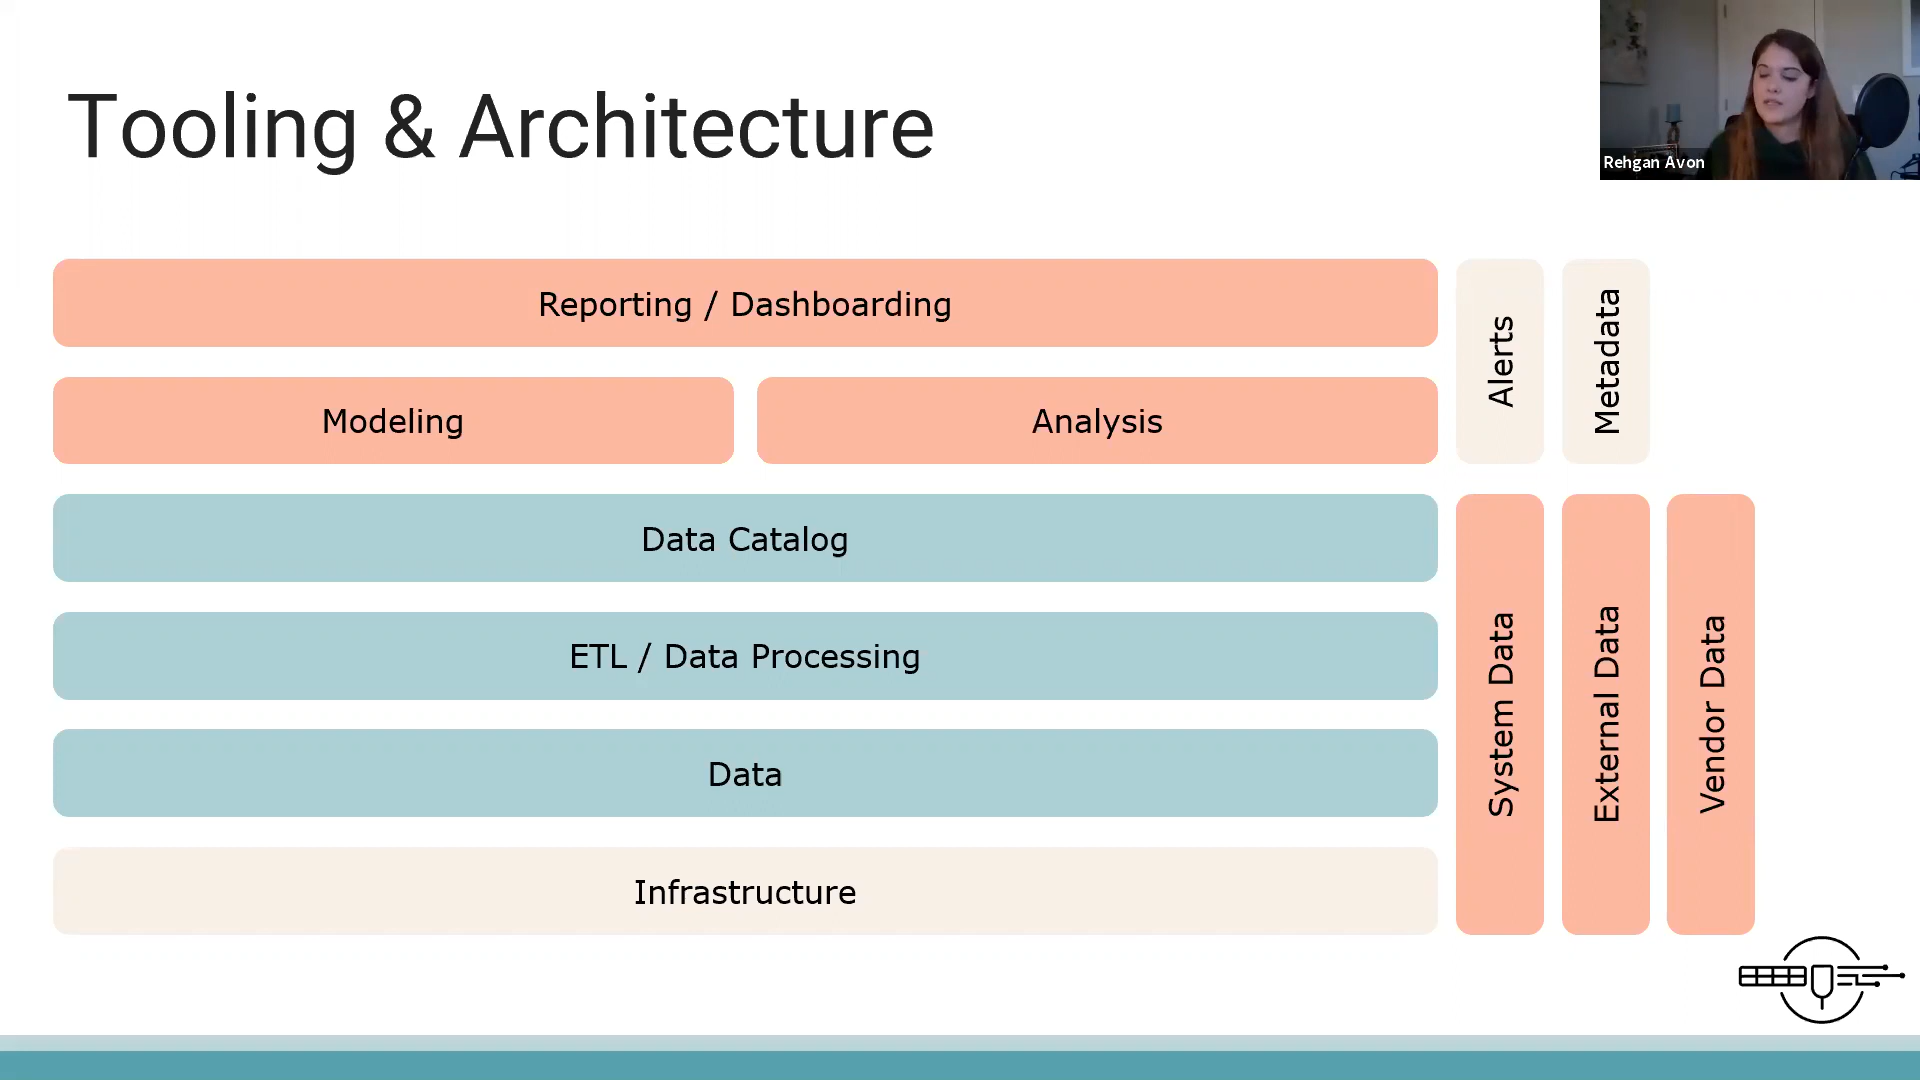 Tooling & Architecture
Rehgan Avon
Reporting / Dashboarding
Modeling
Analysis
Data Catalog
ETL / Data Processing
Data
Infrastructure
Alerts
Metadata
System Data
External Data
Vendor Data